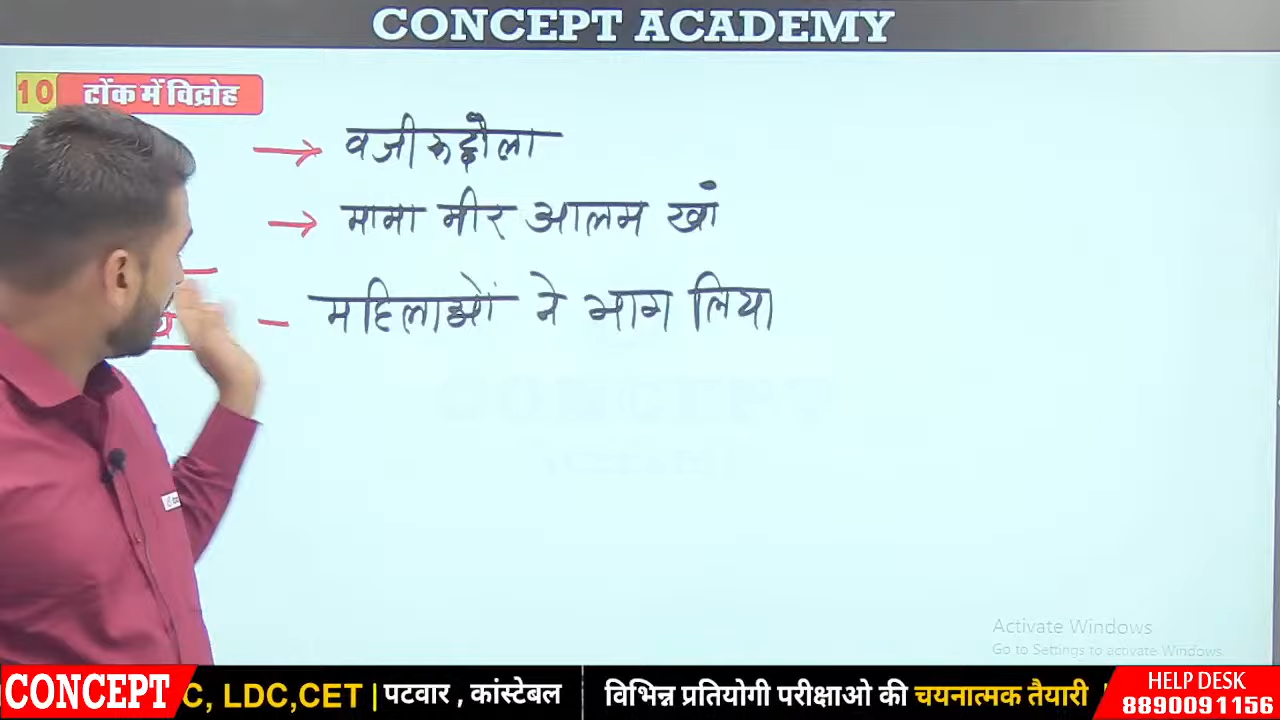 CONCEPT ACADEMY
10 टोंक में विद्रोह
→ वजीरुद्दौला
→ मामा मीर आलम खां
— महिलाओं ने भाग लिया
Activate Windows
Go to Settings to activate Windows.
CONCEPT C, LDC,CET | पटवार , कांस्टेबल विभिन्न प्रतियोगी परीक्षाओ की चयनात्मक तैयारी
HELP DESK
8890091156